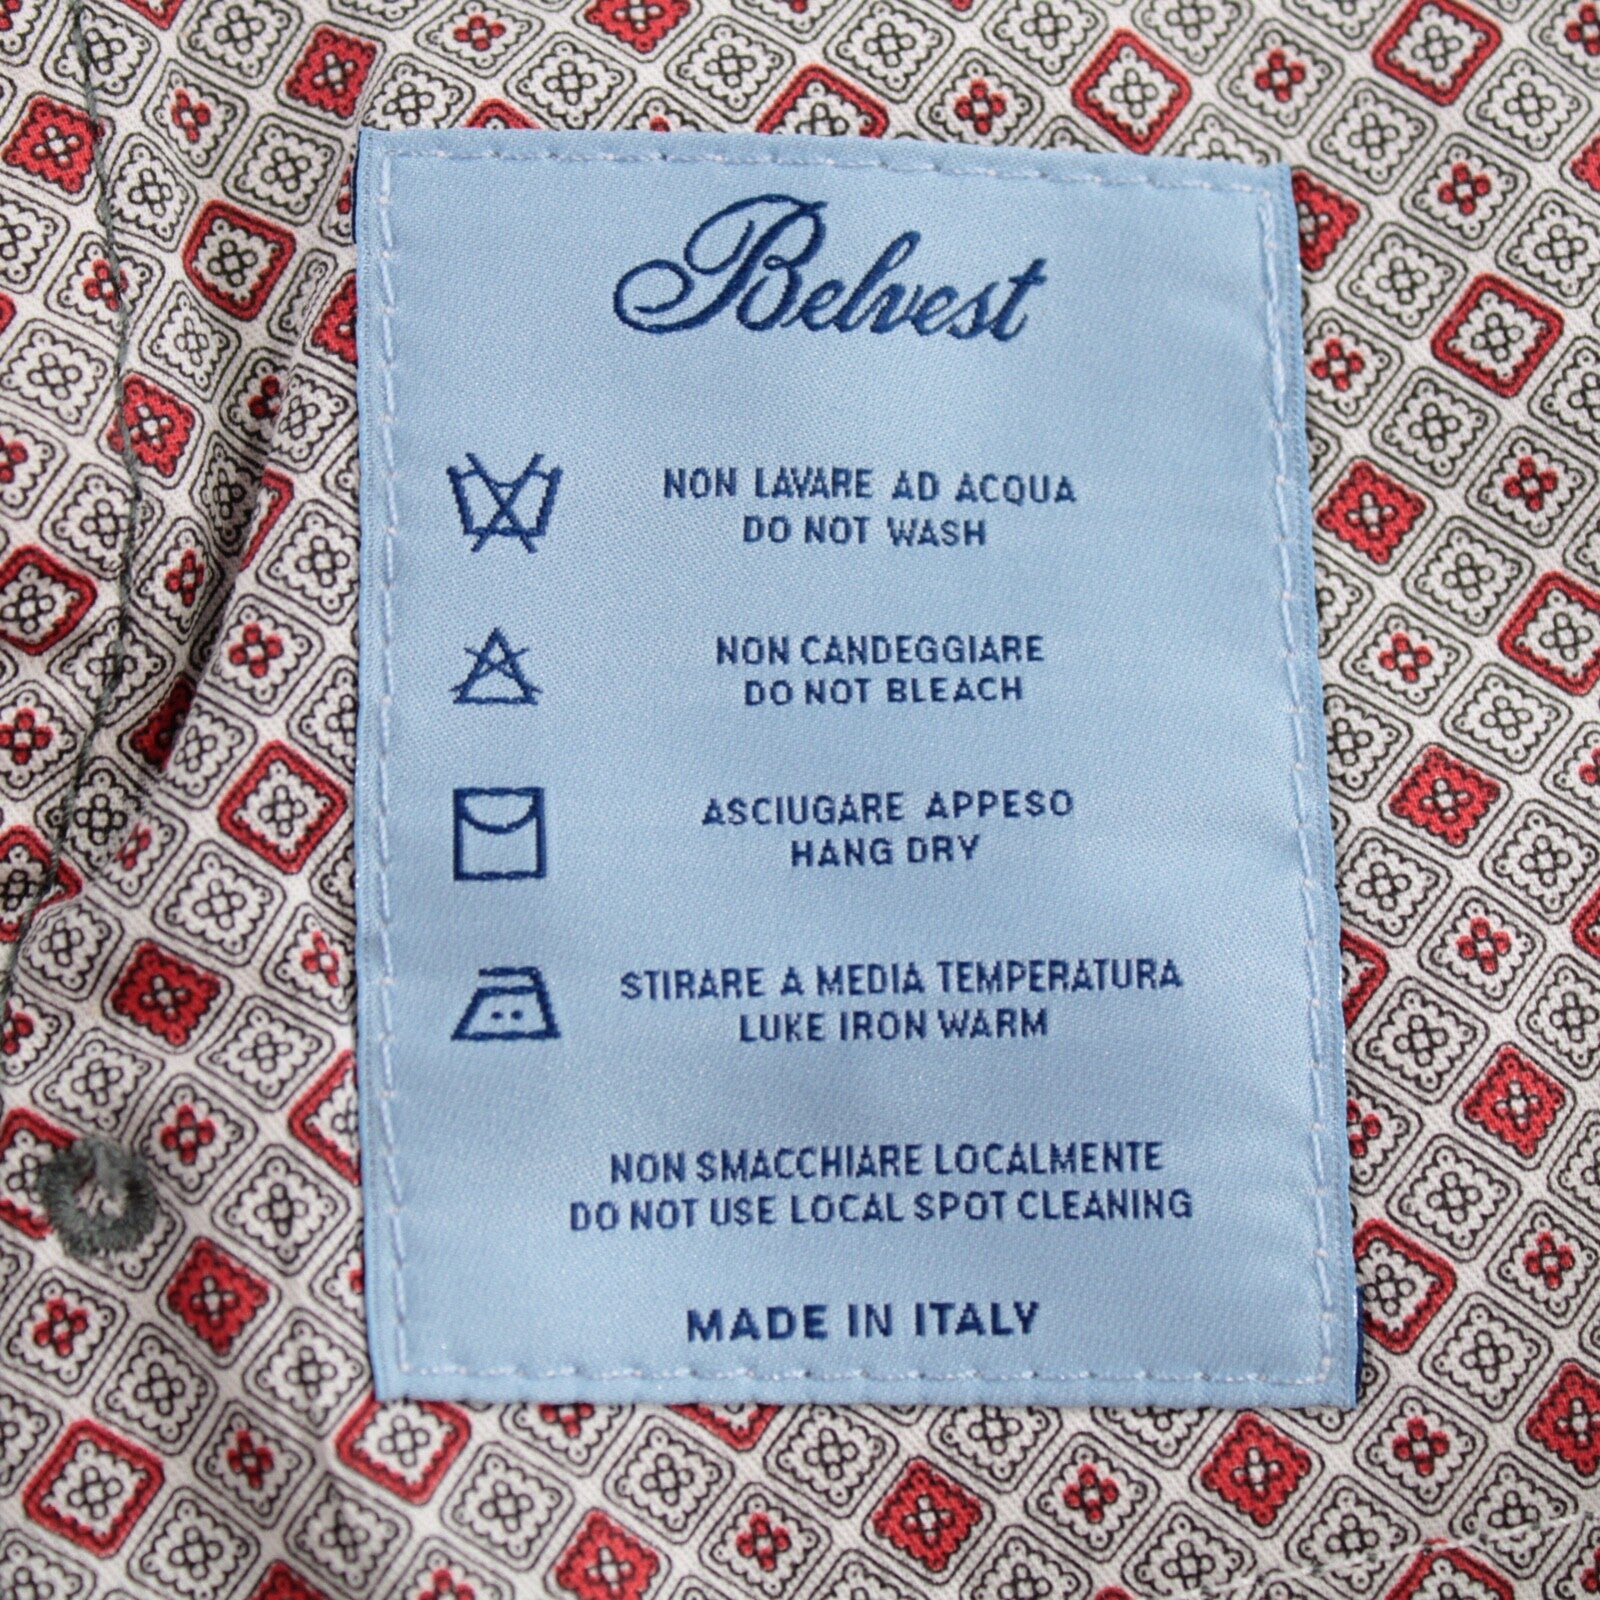 Belvest
NON LAVARE AD ACQUA
DO NOT WASH
NON CANDEGGIARE
DO NOT BLEACH
ASCIUGARE APPESO
HANG DRY
STIRARE A MEDIA TEMPERATURA
LUKE IRON WARM
NON SMACCHIARE LOCALMENTE
DO NOT USE LOCAL SPOT CLEANING
MADE IN ITALY